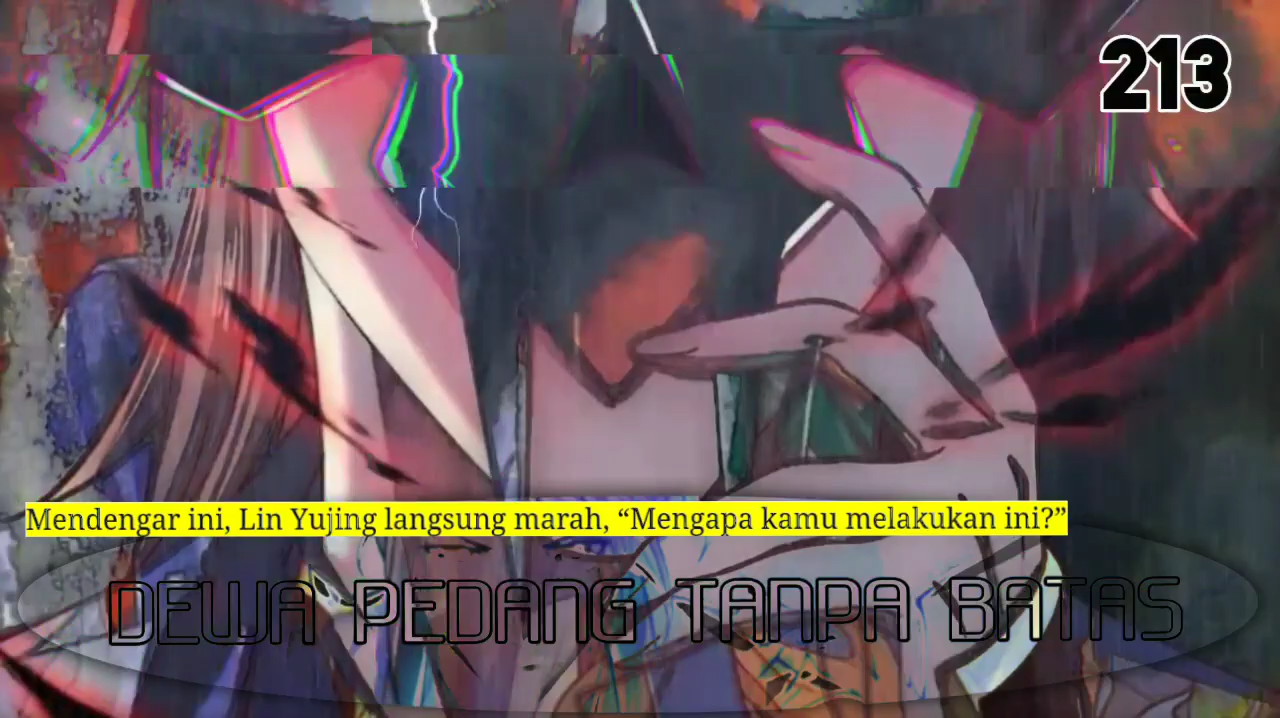 213
Mendengar ini, Lin Yujing langsung marah, “Mengapa kamu melakukan ini?”
DEWA PEDANG TANPA BATAS